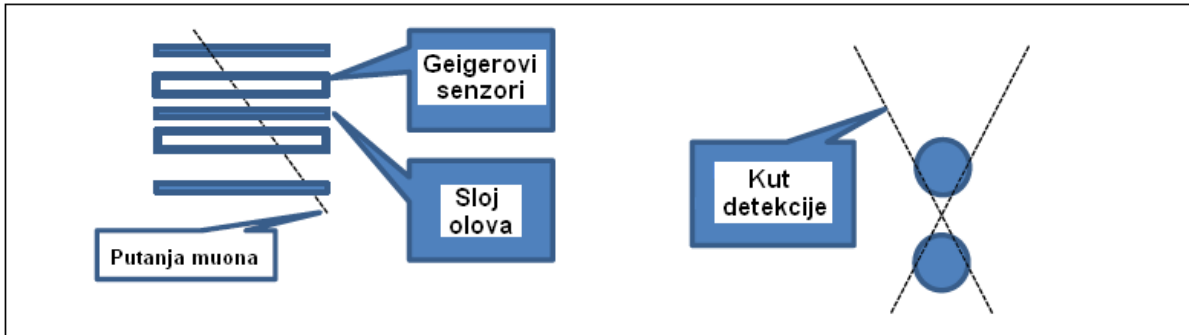 Geigerovi
senzori
Sloj
olova
Putanja muona
Kut
detekcije